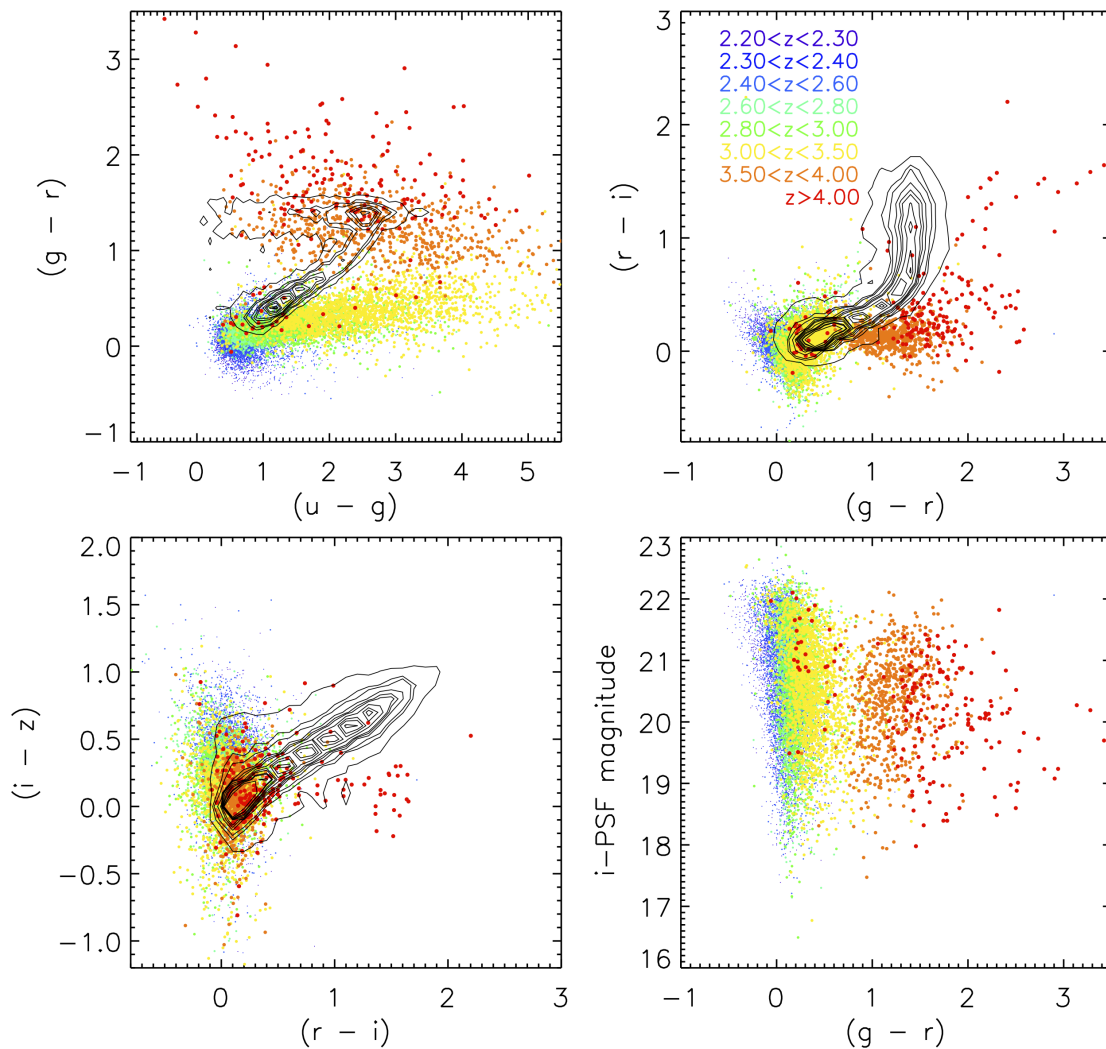 3
2
1
0
−1
(g − r)
−1
0
1
2
3
4
5
(u − g)
3
2
1
0
(r − i)
2.20<z<2.30
2.30<z<2.40
2.40<z<2.60
2.60<z<2.80
2.80<z<3.00
3.00<z<3.50
3.50<z<4.00
z>4.00
−1
0
1
2
3
(g − r)
2.0
1.5
1.0
0.5
0.0
−0.5
−1.0
(i − z)
0
1
2
3
(r − i)
23
22
21
20
19
18
17
16
i−PSF magnitude
−1
0
1
2
3
(g − r)